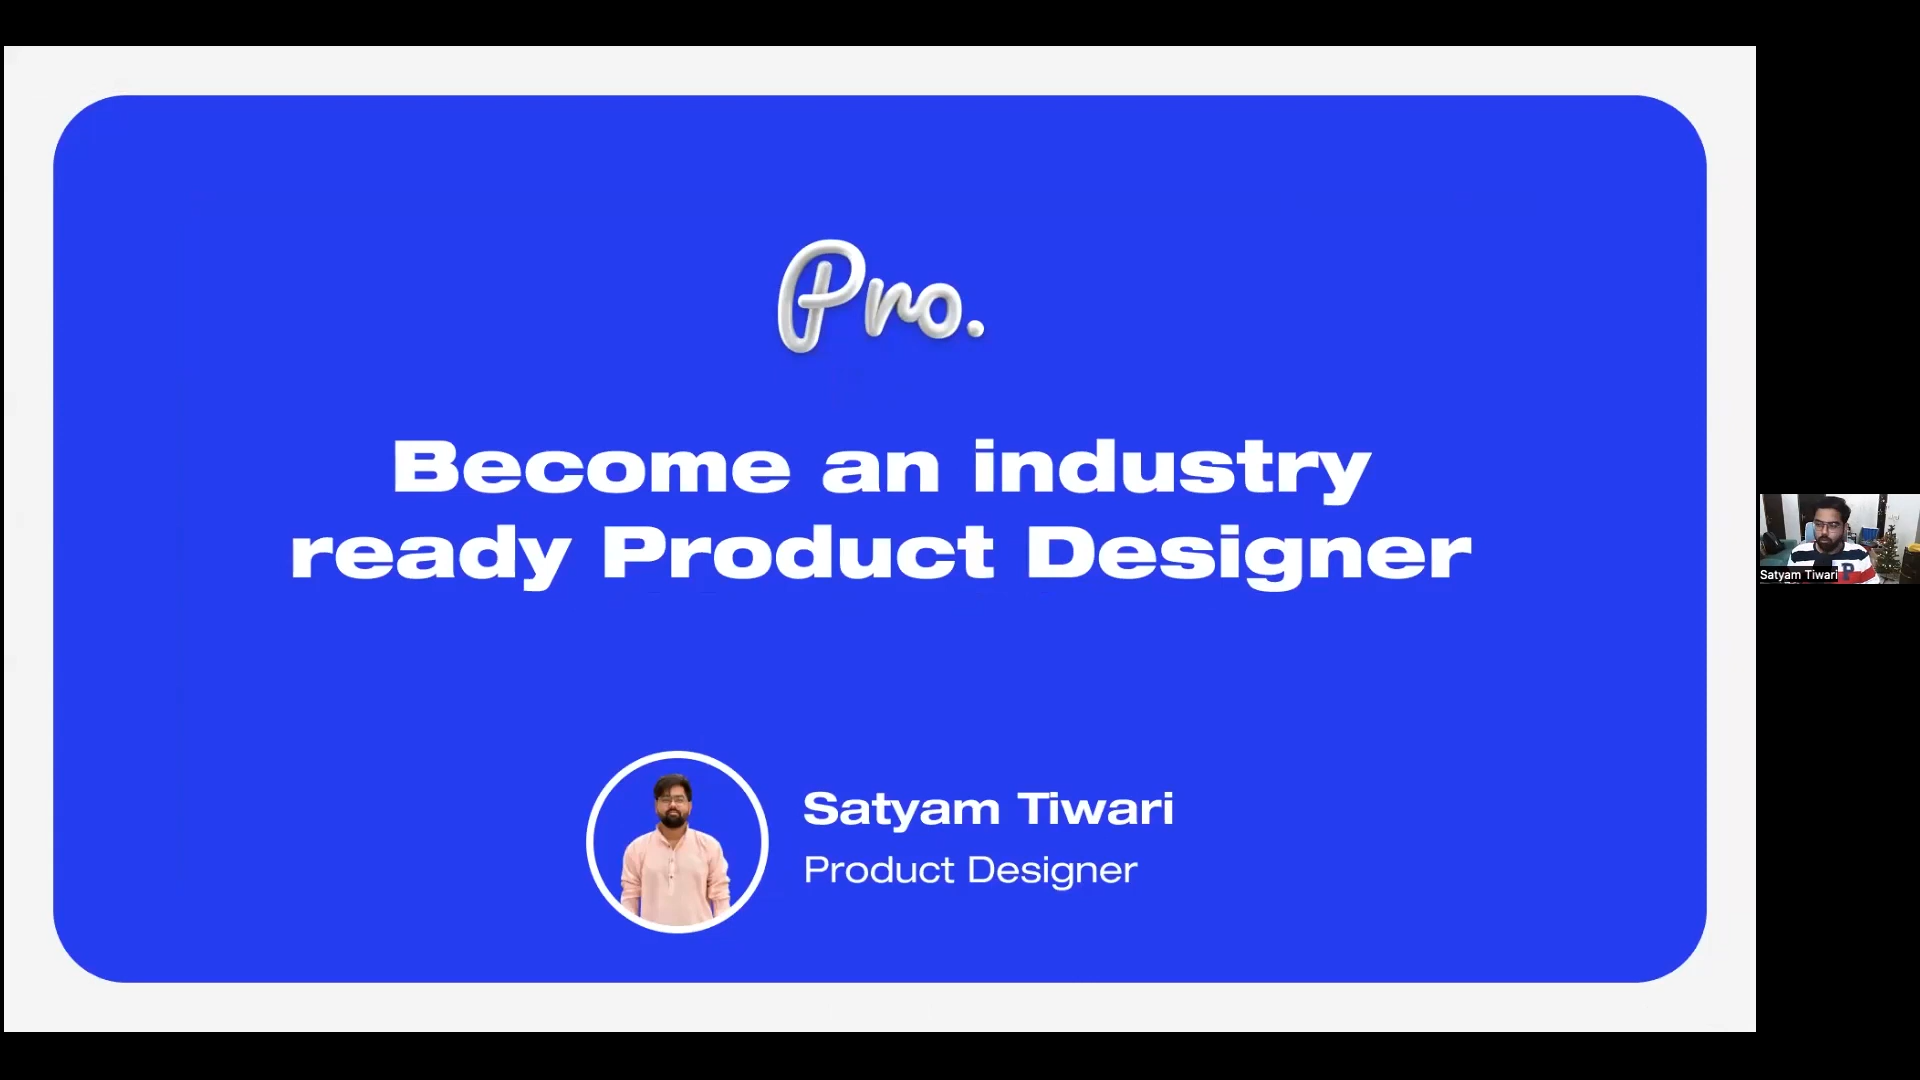 Pro.
Become an industry
ready Product Designer
Satyam Tiwari
Product Designer
Satyam Tiwari
P